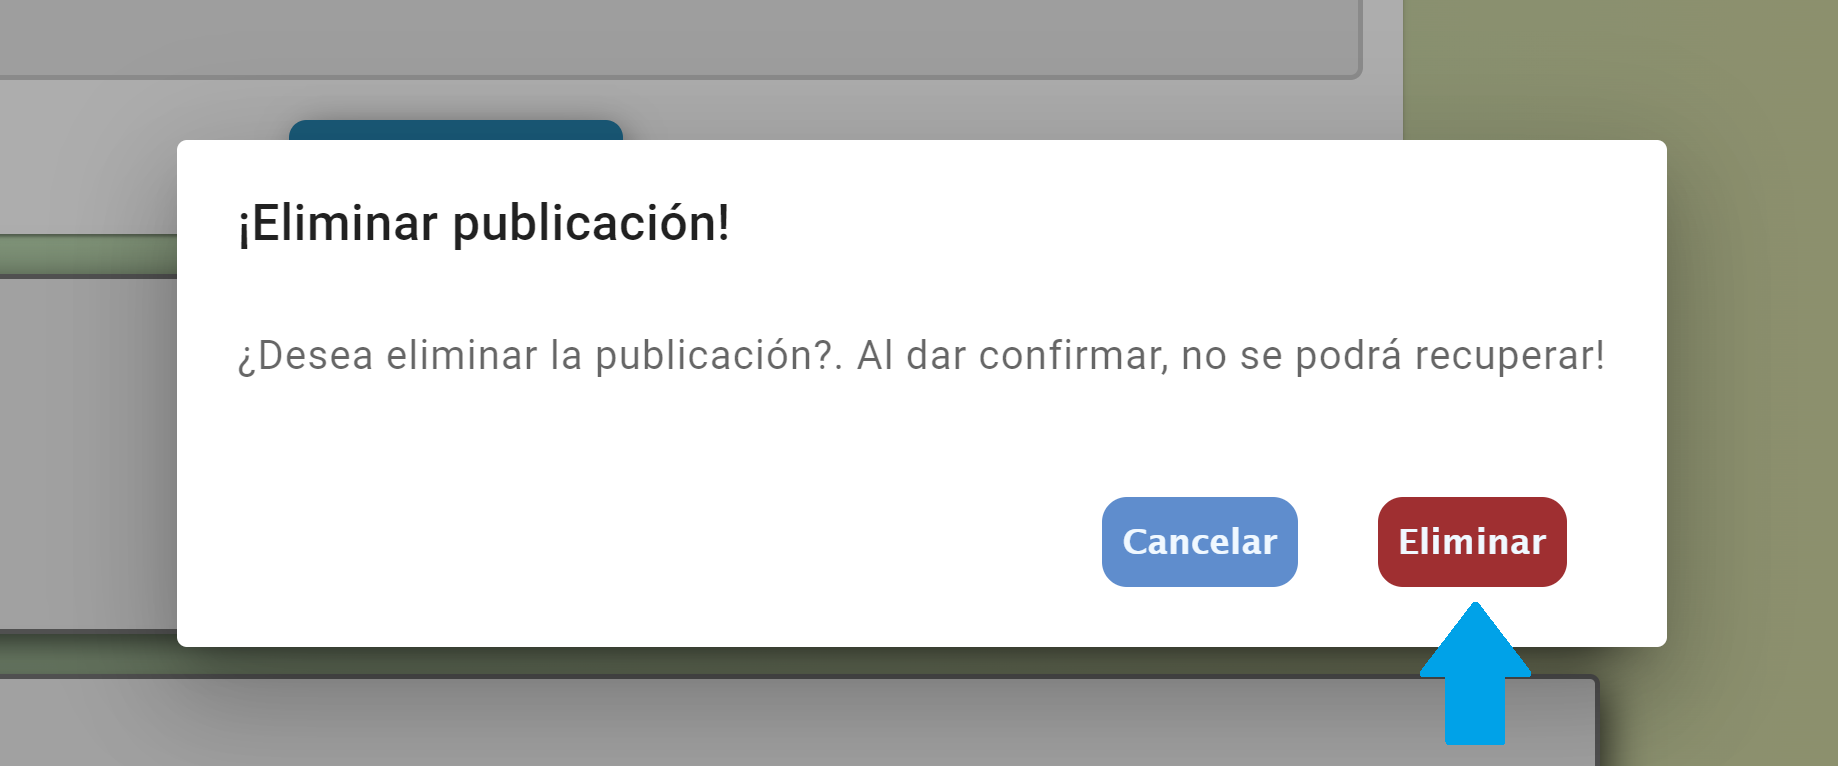 ¡Eliminar publicación!
¿Desea eliminar la publicación?. Al dar confirmar, no se podrá recuperar!
Cancelar
Eliminar